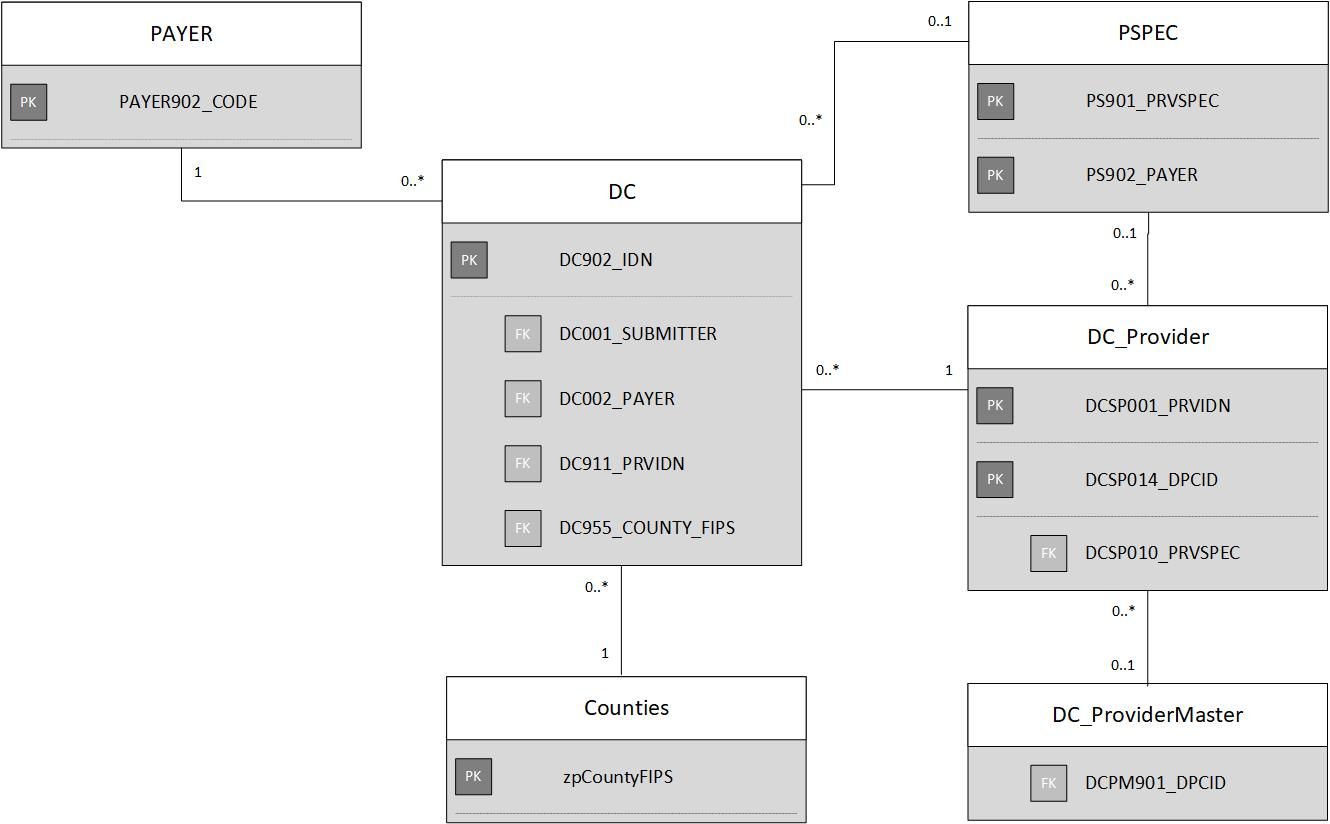 PAYER
PK PAYER902_CODE
1
0..*
0..1
0..*
PSPEC
PK PS901_PRVSPEC
PK PS902_PAYER
0..1
0..*
DC
PK DC902_IDN
FK DC001_SUBMITTER
FK DC002_PAYER
FK DC911_PRVIDN
FK DC955_COUNTY_FIPS
0..*
1
DC_Provider
PK DCSP001_PRVIDN
PK DCSP014_DPCID
FK DCSP010_PRVSPEC
0..*
1
0..*
0..1
Counties
PK zpCountyFIPS
DC_ProviderMaster
FK DCPM901_DPCID